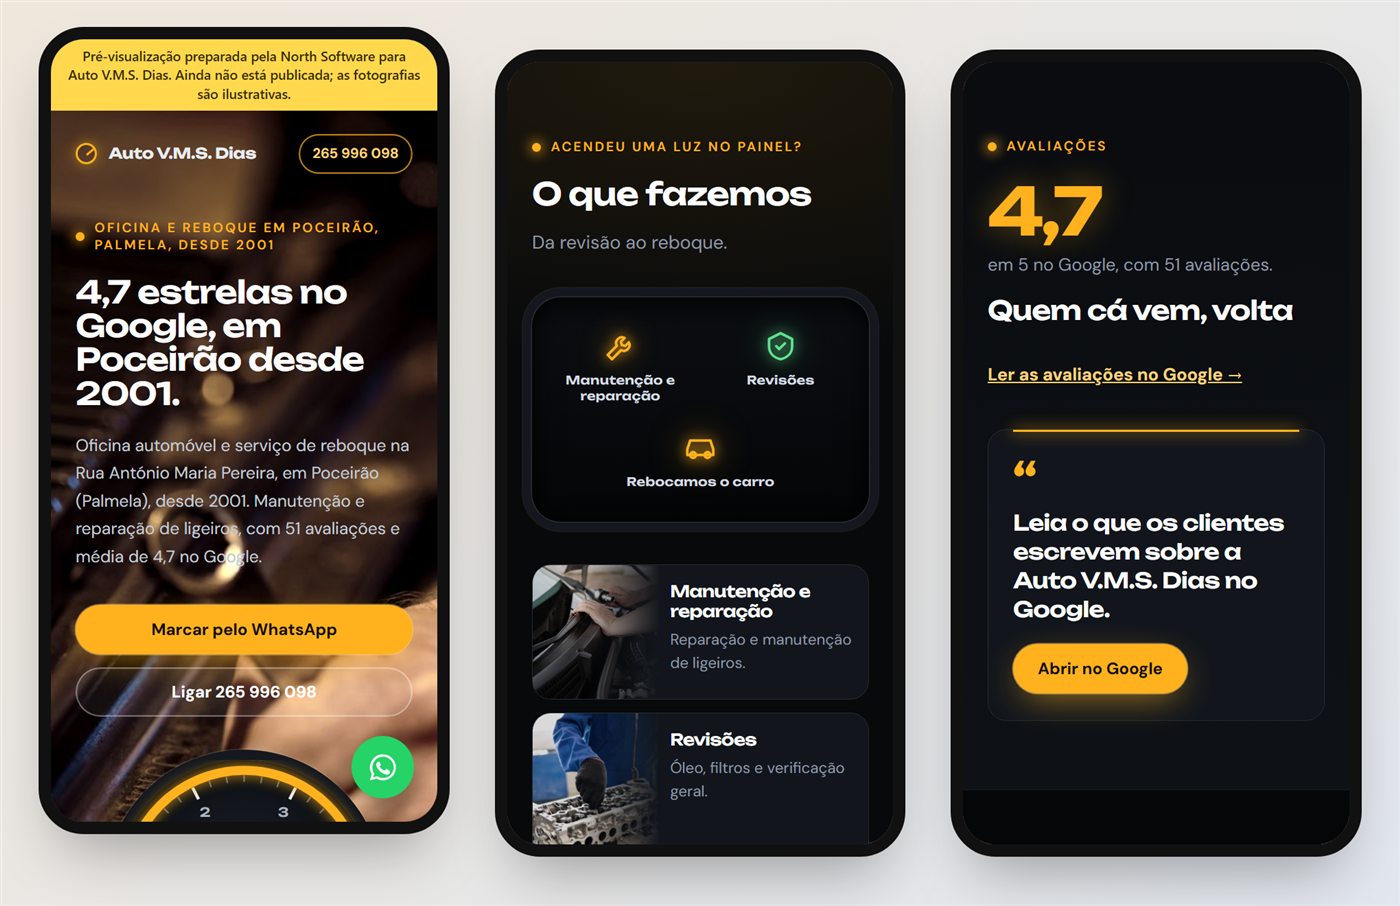 Pré-visualização preparada pela North Software para
Auto V.M.S. Dias. Ainda não está publicada; as fotografias
são ilustrativas.
Auto V.M.S. Dias
265 996 098
OFICINA E REBOQUE EM POCEIRÃO,
PALMELA, DESDE 2001
4,7 estrelas no
Google, em
Poceirão desde
2001.
Oficina automóvel e serviço de reboque na
Rua António Maria Pereira, em Poceirão
(Palmela), desde 2001. Manutenção e
reparação de ligeiros, com 51 avaliações e
média de 4,7 no Google.
Marcar pelo WhatsApp
Ligar 265 996 098
2 3
ACENDEU UMA LUZ NO PAINEL?
O que fazemos
Da revisão ao reboque.
Manutenção e
reparação
Revisões
Rebocamos o carro
Manutenção e
reparação
Reparação e manutenção
de ligeiros.
Revisões
Óleo, filtros e verificação
geral.
AVALIAÇÕES
4,7
em 5 no Google, com 51 avaliações.
Quem cá vem, volta
Ler as avaliações no Google →
“
Leia o que os clientes
escrevem sobre a
Auto V.M.S. Dias no
Google.
Abrir no Google